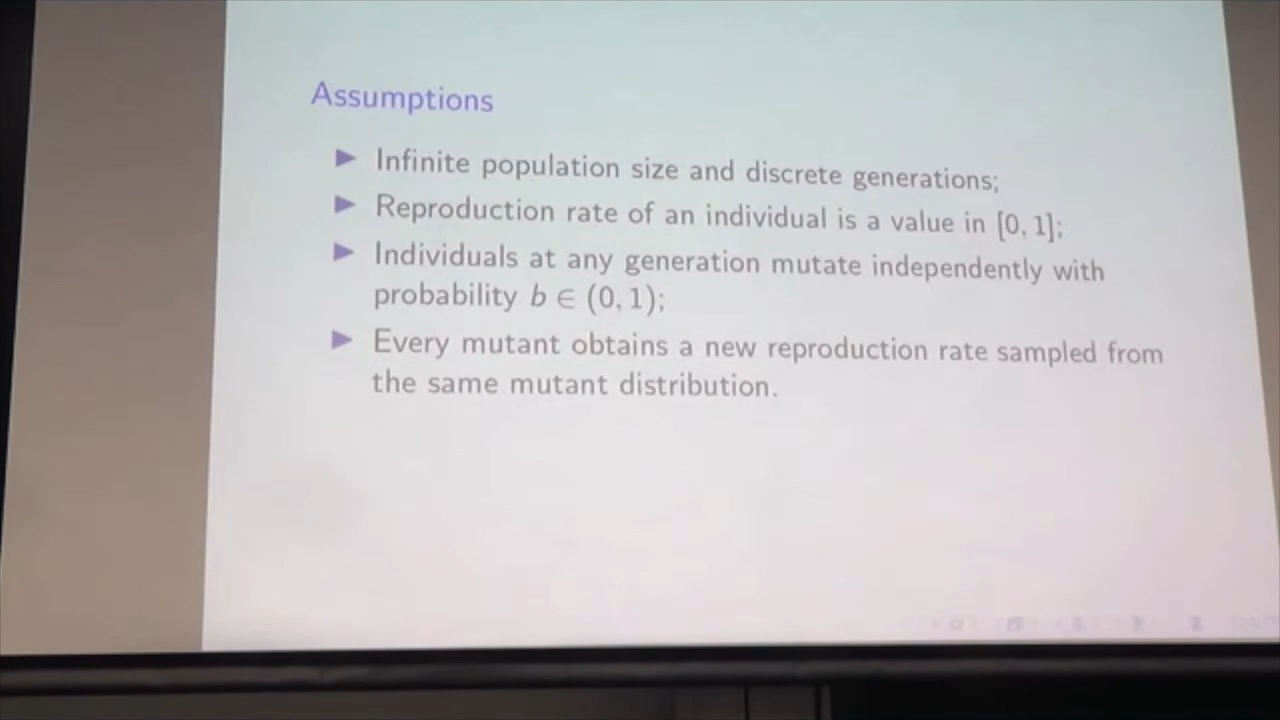 Assumptions
▶ Infinite population size and discrete generations;
▶ Reproduction rate of an individual is a value in [0, 1];
▶ Individuals at any generation mutate independently with
probability b ∈ (0, 1);
▶ Every mutant obtains a new reproduction rate sampled from
the same mutant distribution.